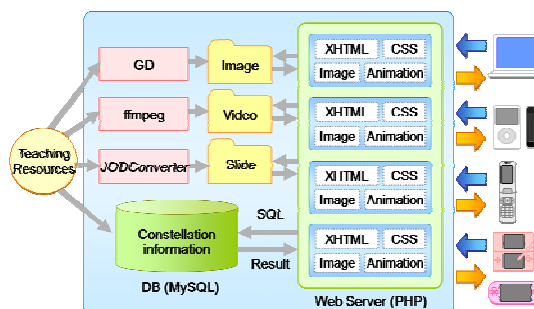 Teaching
Resources
GD
Image
ffmpeg
Video
JODConverter
Slide
Constellation
information
DB (MySQL)
SQL
Result
XHTML
CSS
Image
Animation
XHTML
CSS
Image
Animation
XHTML
CSS
Image
Animation
XHTML
CSS
Image
Animation
Web Server (PHP)